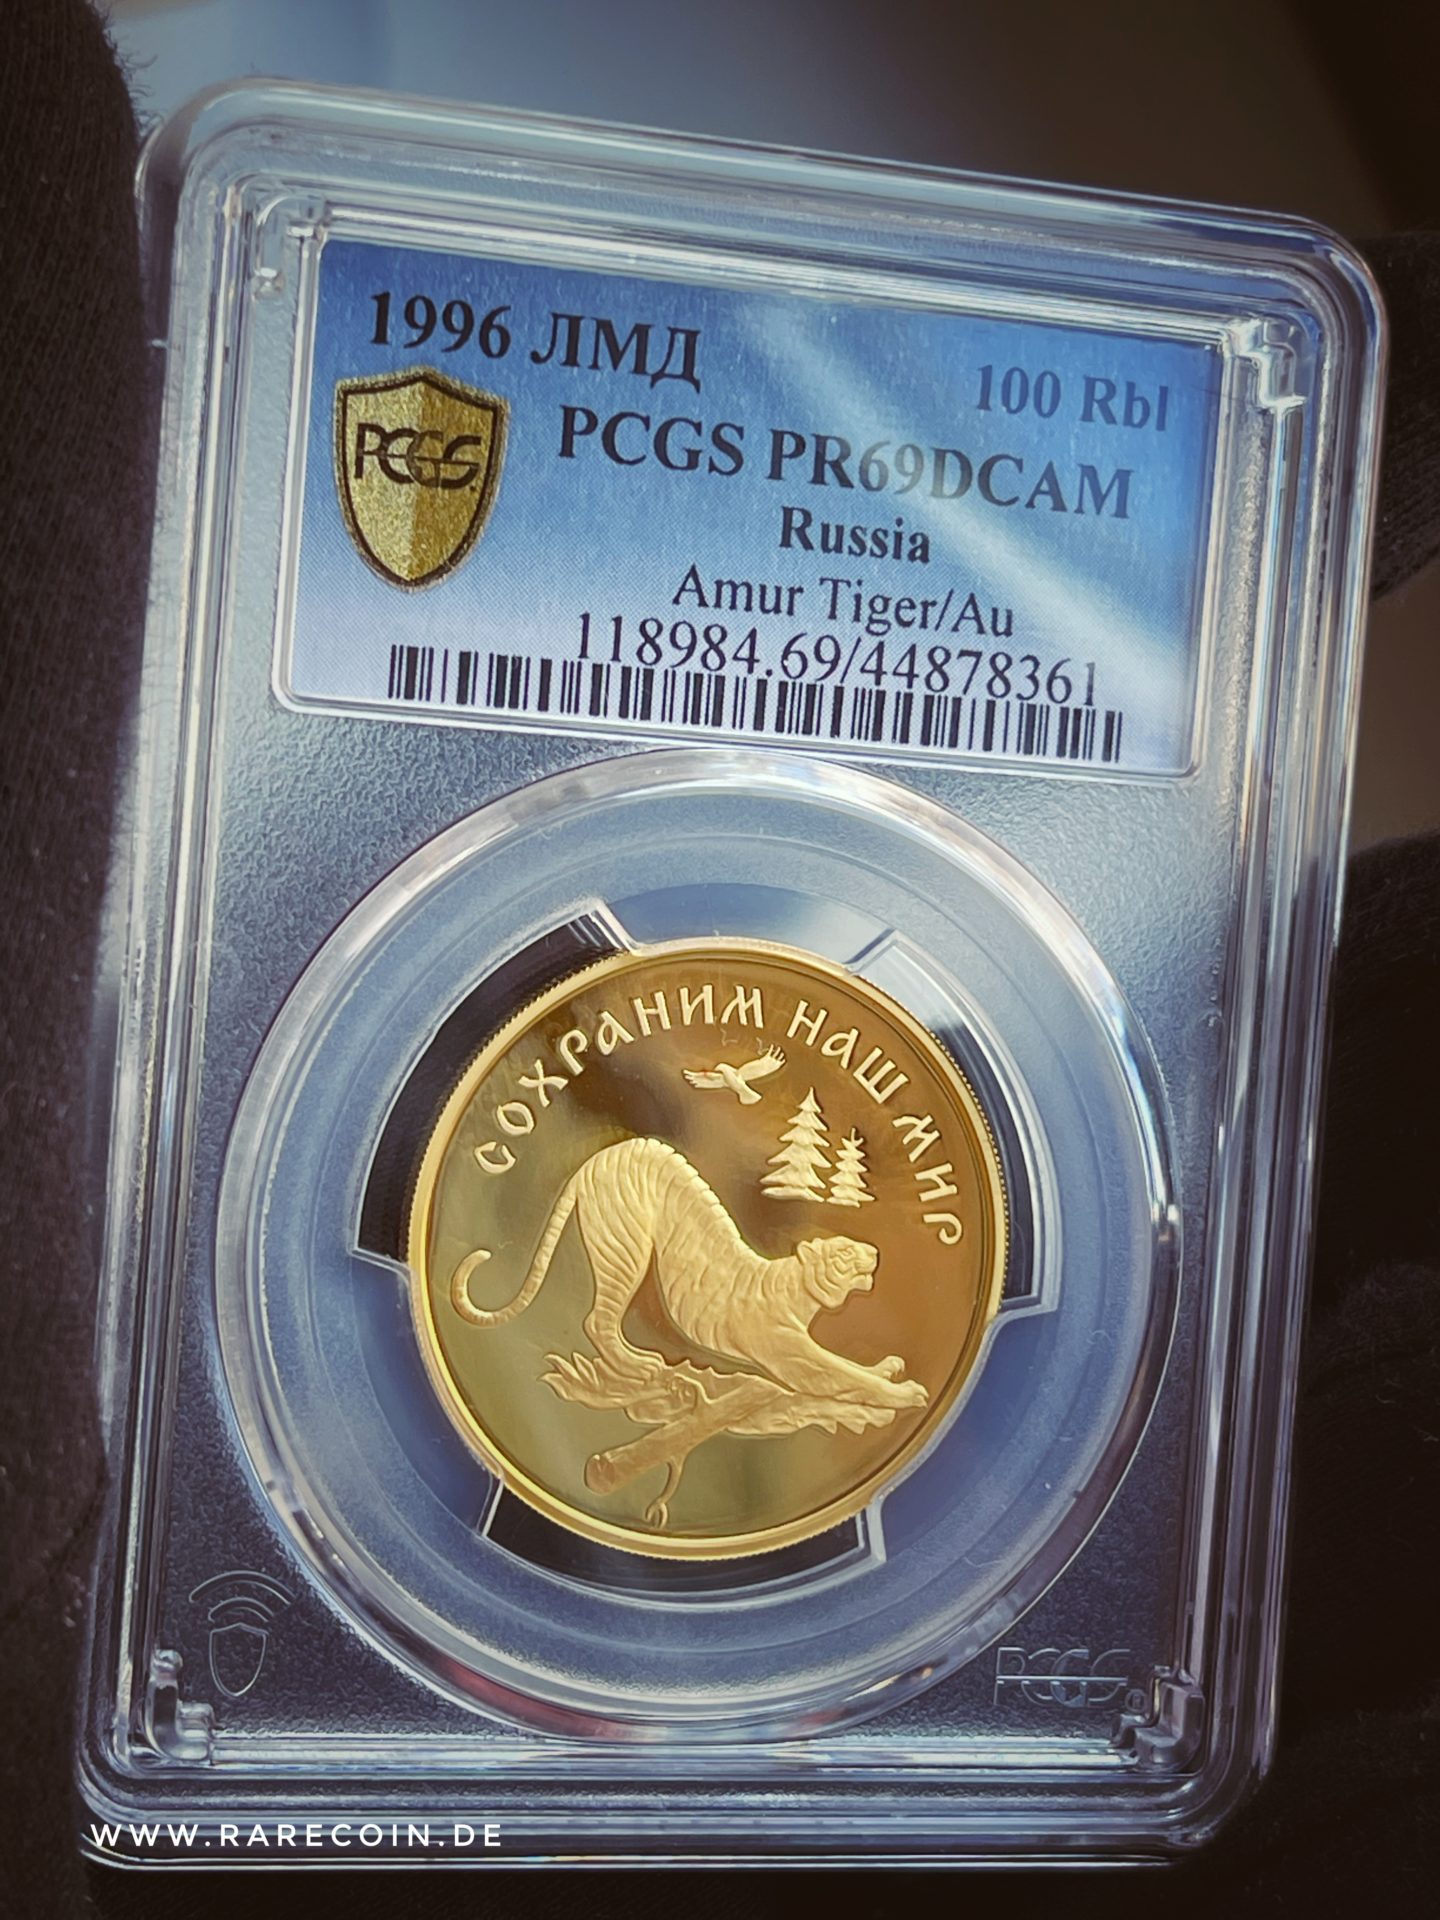 1996 ЛМД
100 Rbl
PCGS
PCGS PR69DCAM
Russia
Amur Tiger/Au
118984.69/44878361
СОХРАНИМ НАШ МИР
PCGS
WWW.RARECOIN.DE